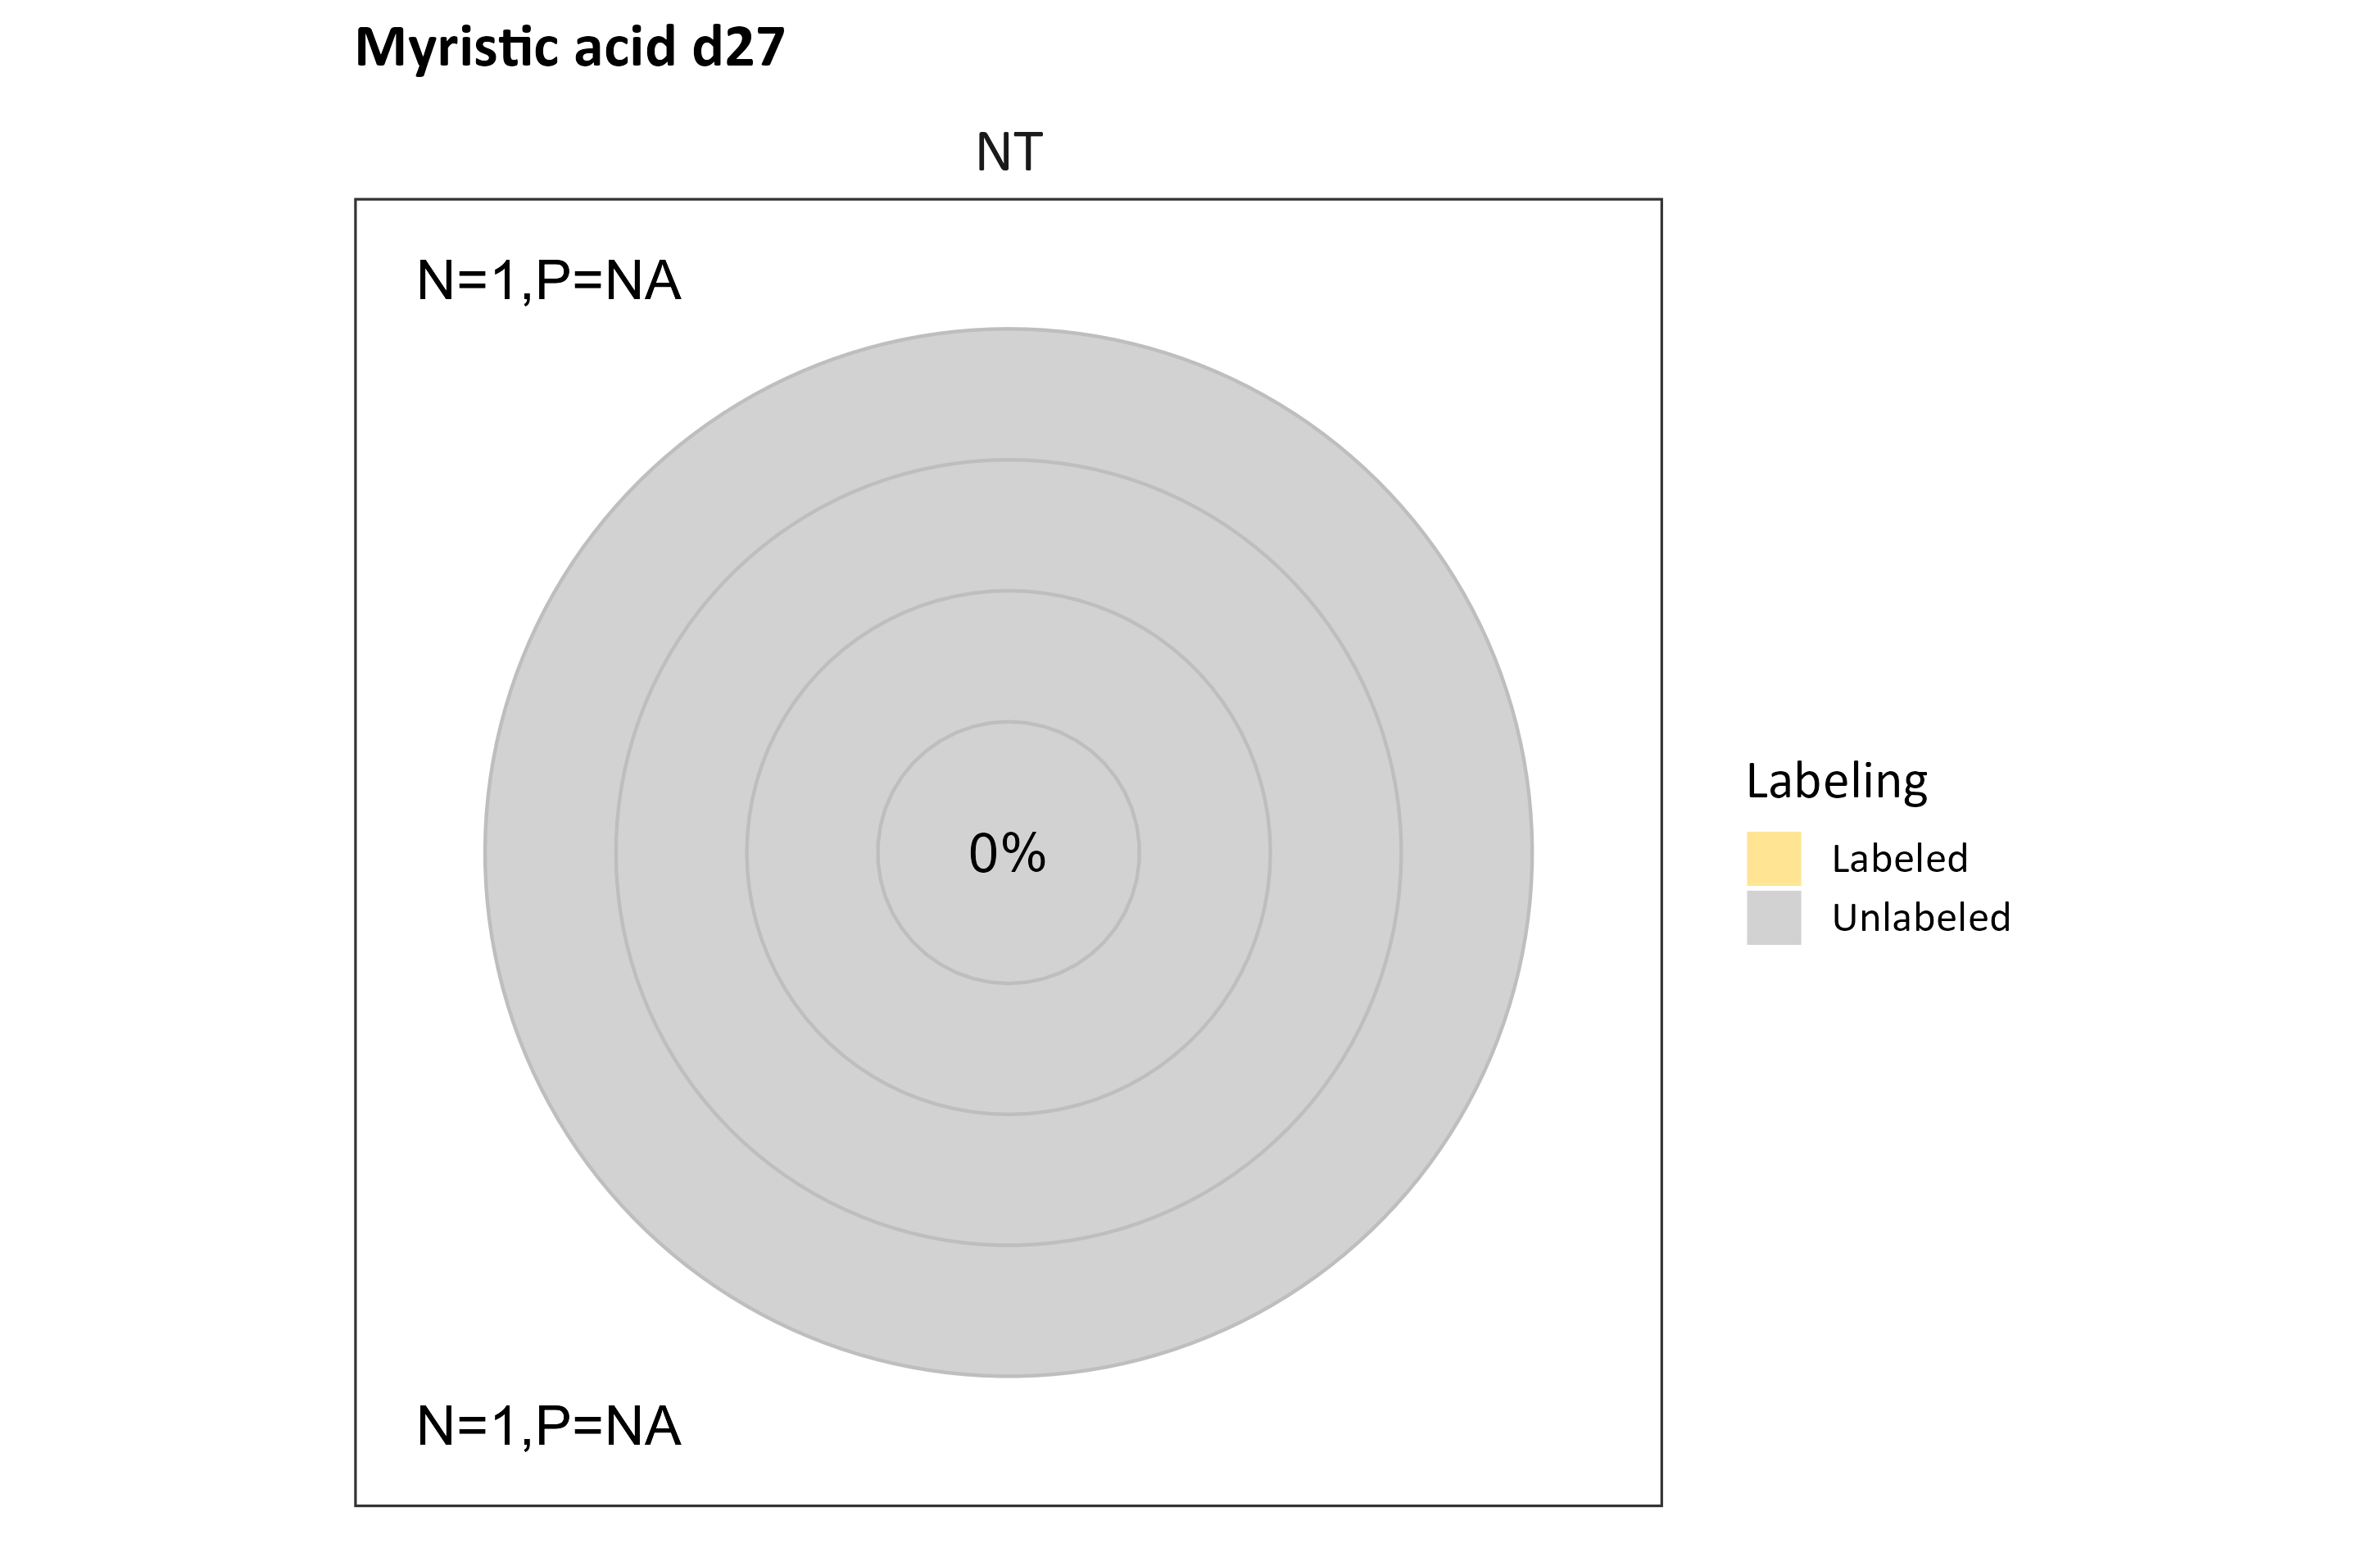 Myristic acid d27
NT
N=1,P=NA
0%
Labeling
Labeled
Unlabeled
N=1,P=NA